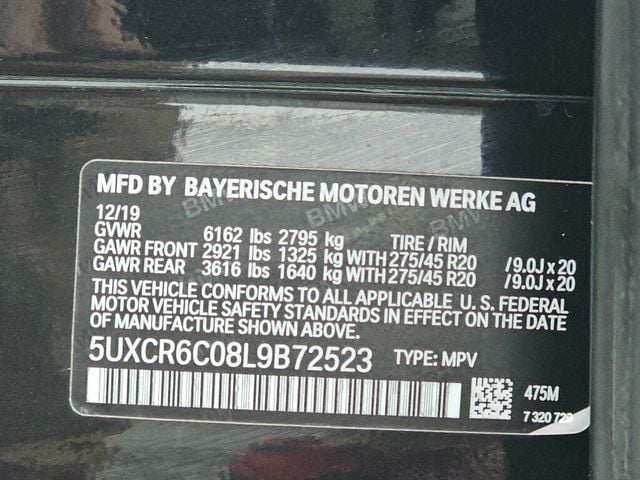 MFD BY BAYERISCHE MOTOREN WERKE AG
12/19
GVWR 6162 lbs 2795 kg TIRE / RIM
GAWR FRONT 2921 lbs 1325 kg WITH 275/45 R20 /9.0J x 20
GAWR REAR 3616 lbs 1640 kg WITH 275/45 R20 /9.0J x 20
THIS VEHICLE CONFORMS TO ALL APPLICABLE U.S. FEDERAL
MOTOR VEHICLE SAFETY STANDARDS IN EFFECT ON THE DATE
OF MANUFACTURE SHOWN ABOVE.
5UXCR6C08L9B72523 TYPE: MPV
475M
7 320 729